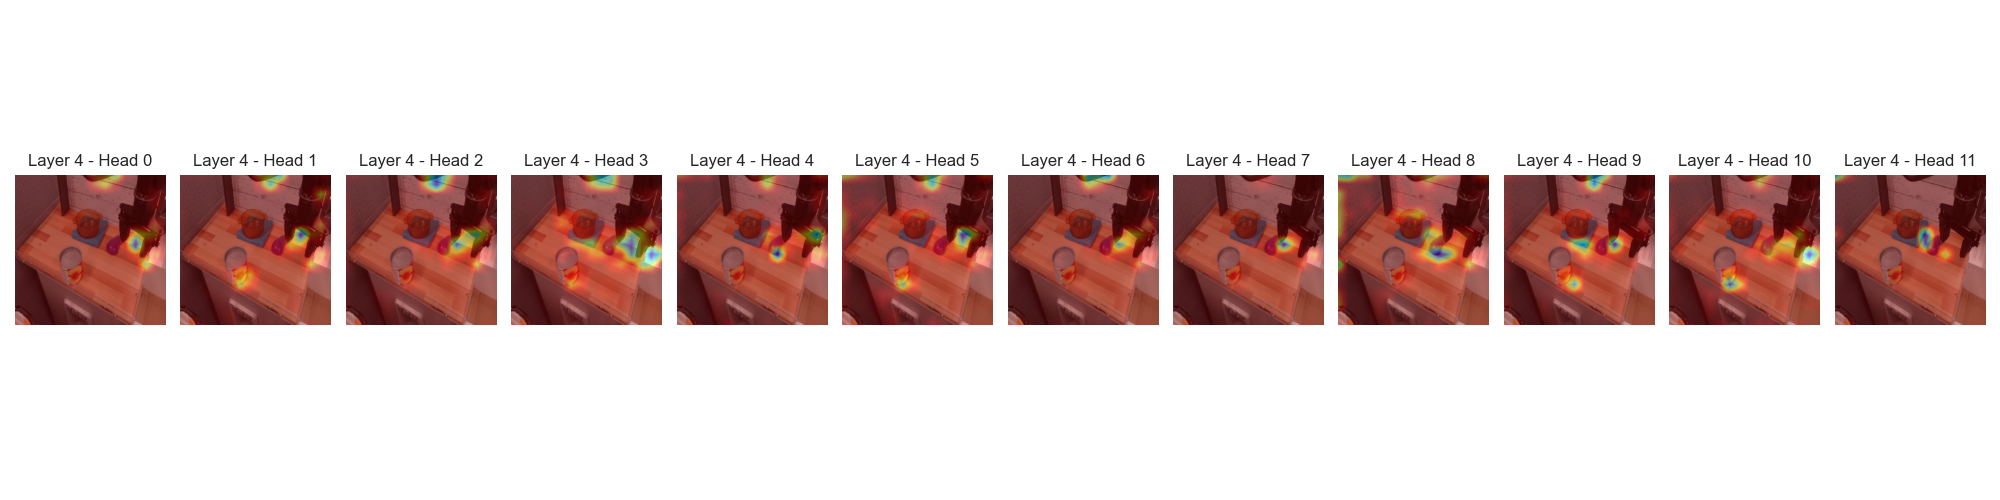 Layer 4 - Head 0
Layer 4 - Head 1
Layer 4 - Head 2
Layer 4 - Head 3
Layer 4 - Head 4
Layer 4 - Head 5
Layer 4 - Head 6
Layer 4 - Head 7
Layer 4 - Head 8
Layer 4 - Head 9
Layer 4 - Head 10
Layer 4 - Head 11